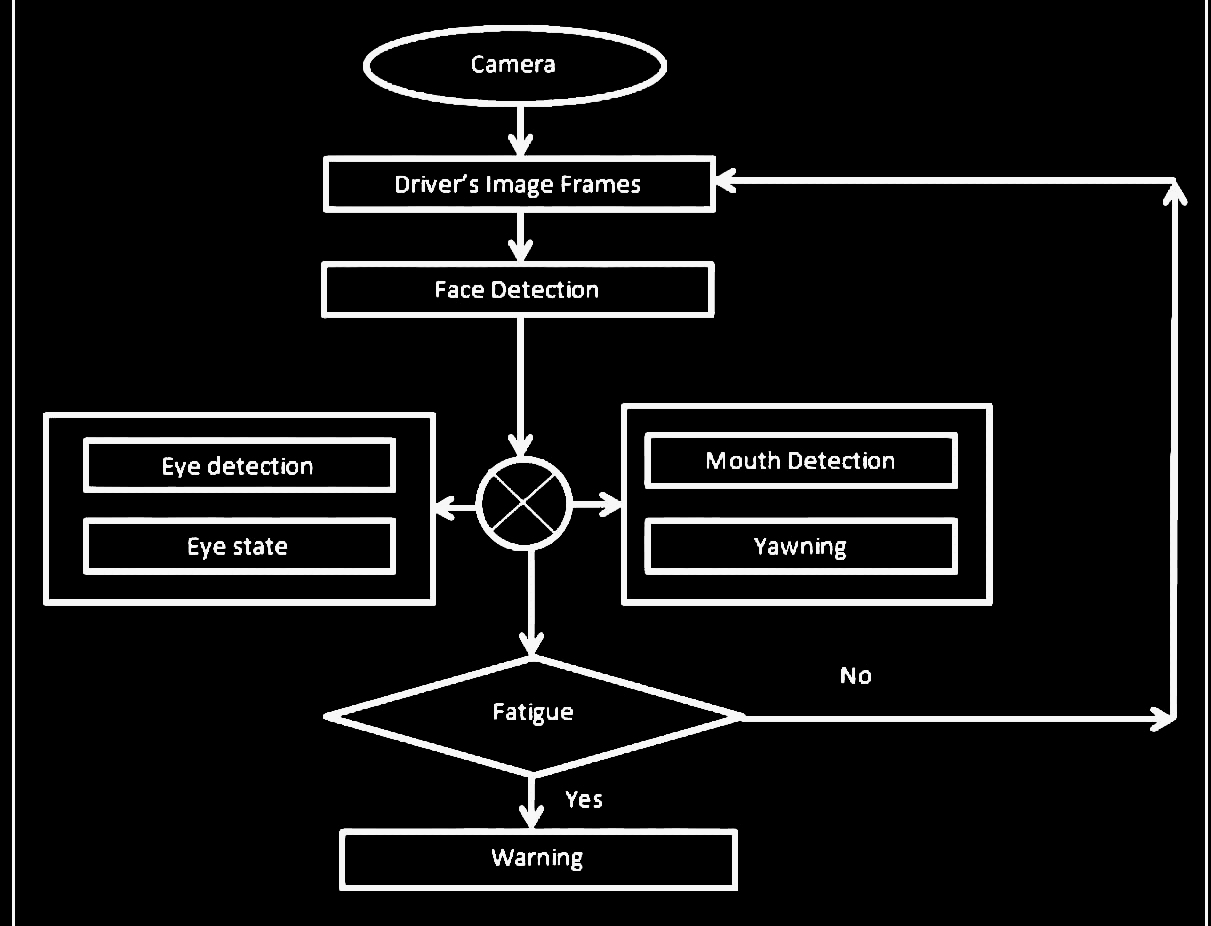 Camera
Driver's Image Frames
Face Detection
Eye detection
Eye state
Mouth Detection
Yawning
Fatigue
No
Yes
Warning